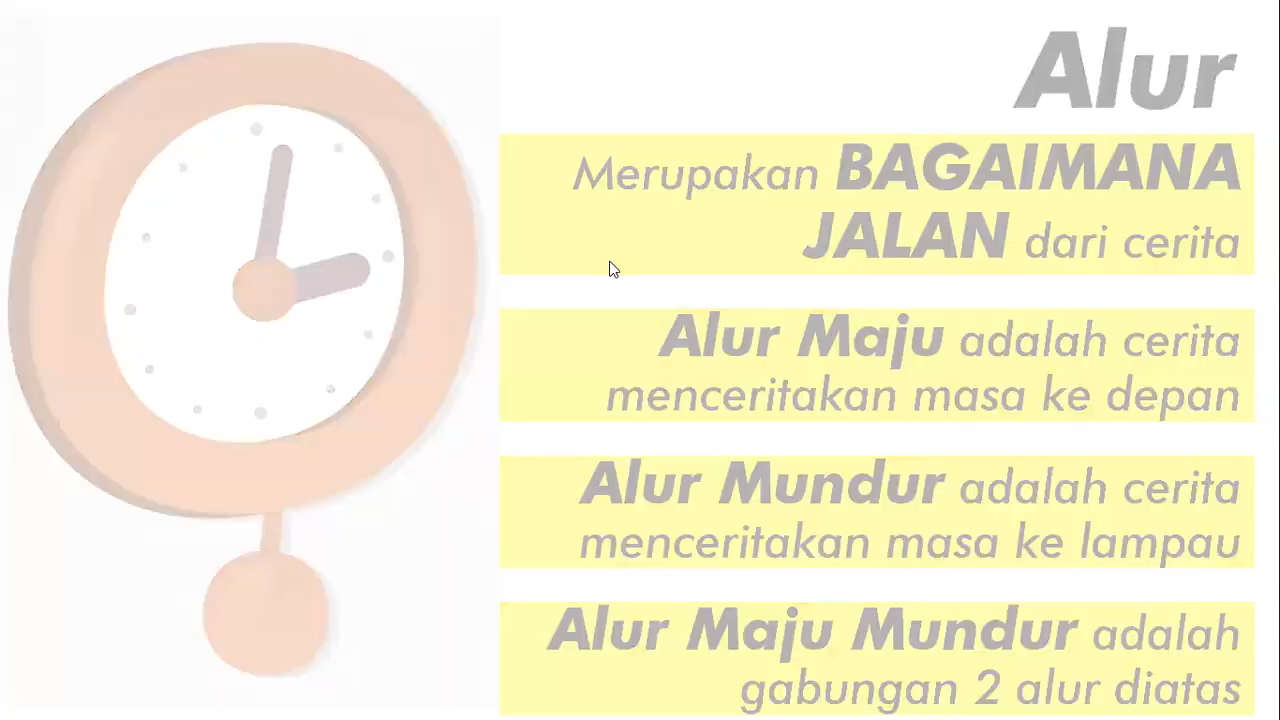 Alur
Merupakan BAGAIMANA
JALAN dari cerita
Alur Maju adalah cerita
menceritakan masa ke depan
Alur Mundur adalah cerita
menceritakan masa ke lampau
Alur Maju Mundur adalah
gabungan 2 alur diatas